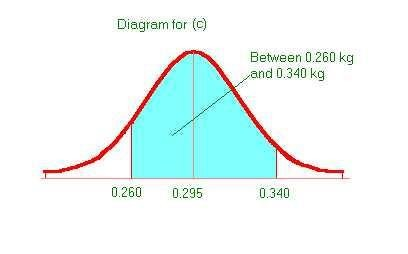 Diagram for (c)
Between 0.260 kg
and 0.340 kg
0.260
0.295
0.340